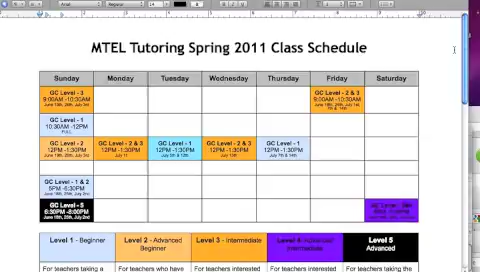 MTEL Tutoring Spring 2011 Class Schedule
Sunday Monday Tuesday Wednesday Thursday Friday Saturday
GC Level - 3 GC Level - 2 & 3
9:00AM -10:30AM 9:00AM -10:30AM
GC Level - 1
10:30AM -12PM
FULL
GC Level - 2 GC Level - 2 & 3 GC Level - 1 GC Level - 2 & 3 GC Level - 1
12PM -1:30PM 12PM -1:30PM 12PM -1:30PM 12PM -1:30PM 12PM -1:30PM
GC Level - 1 & 2
5PM -6:30PM
GC Level - 5
6:30PM -8:00PM
Level 1 - Beginner Level 2 - Advanced Beginner Level 3 - Intermediate Level 4 - Advanced Intermediate Level 5 Advanced
For teachers taking a For teachers who have For teachers interested For teachers interested For teachers taking the